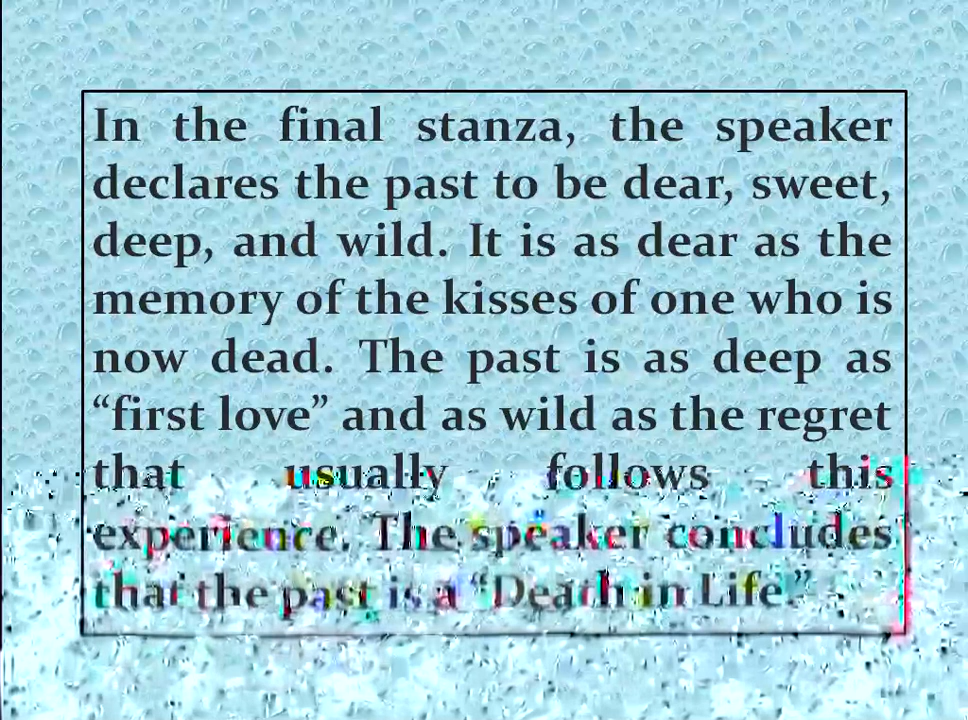 In the final stanza, the speaker
declares the past to be dear, sweet,
deep, and wild. It is as dear as the
memory of the kisses of one who is
now dead. The past is as deep as
“first love” and as wild as the regret
that usually follows this
experience. The speaker concludes
that the past is a “Death in Life.”